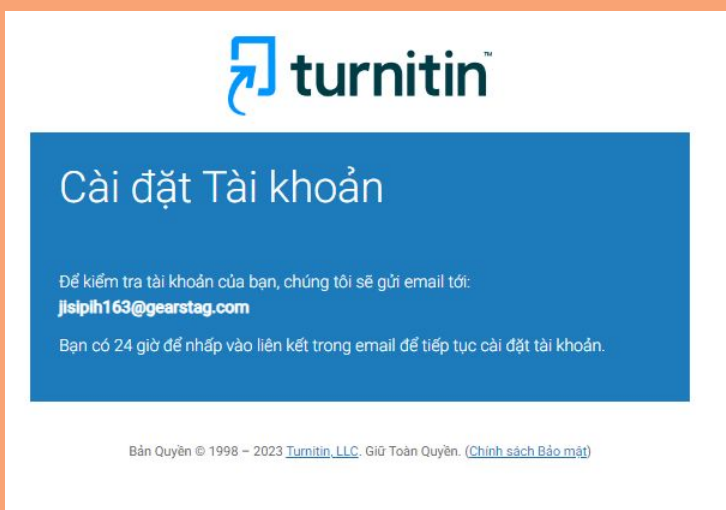 turnitin™
Cài đặt Tài khoản
Để kiểm tra tài khoản của bạn, chúng tôi sẽ gửi email tới:
jisipih163@gearstag.com
Bạn có 24 giờ để nhấp vào liên kết trong email để tiếp tục cài đặt tài khoản.
Bản Quyền © 1998 – 2023 Turnitin, LLC. Giữ Toàn Quyền. (Chính sách Bảo mật)